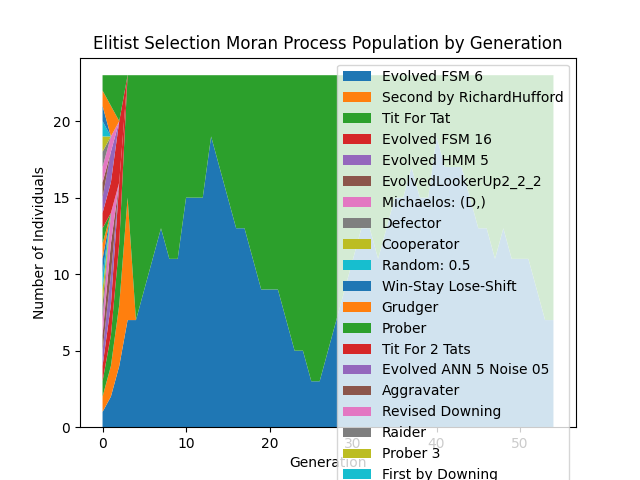 Elitist Selection Moran Process Population by Generation
Number of Individuals
20
15
10
5
0
0 10 20 30 40 50
Generation
Evolved FSM 6
Second by RichardHufford
Tit For Tat
Evolved FSM 16
Evolved HMM 5
EvolvedLookerUp2_2_2
Michaelos: (D,)
Defector
Cooperator
Random: 0.5
Win-Stay Lose-Shift
Grudger
Prober
Tit For 2 Tats
Evolved ANN 5 Noise 05
Aggravater
Revised Downing
Raider
Prober 3
First by Downing